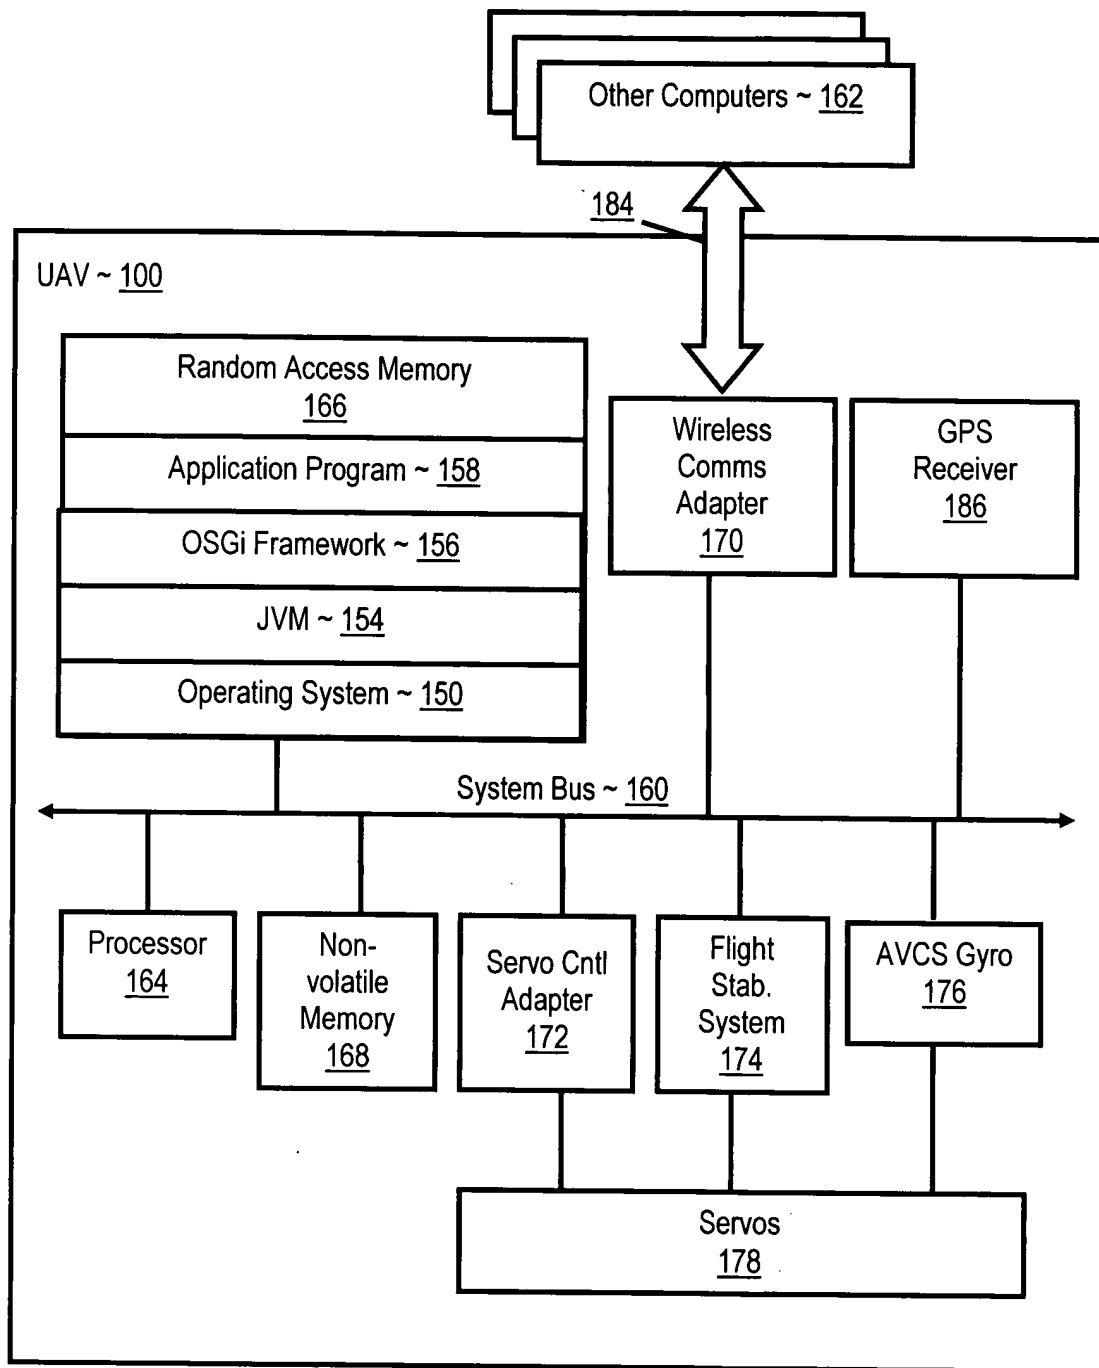 Other Computers ~ 162
184
UAV ~ 100
Random Access Memory
166
Application Program ~ 158
OSGi Framework ~ 156
JVM ~ 154
Operating System ~ 150
Wireless
Comms
Adapter
170
GPS
Receiver
186
System Bus ~ 160
Processor
164
Non-
volatile
Memory
168
Servo Cntl
Adapter
172
Flight
Stab.
System
174
AVCS Gyro
176
Servos
178